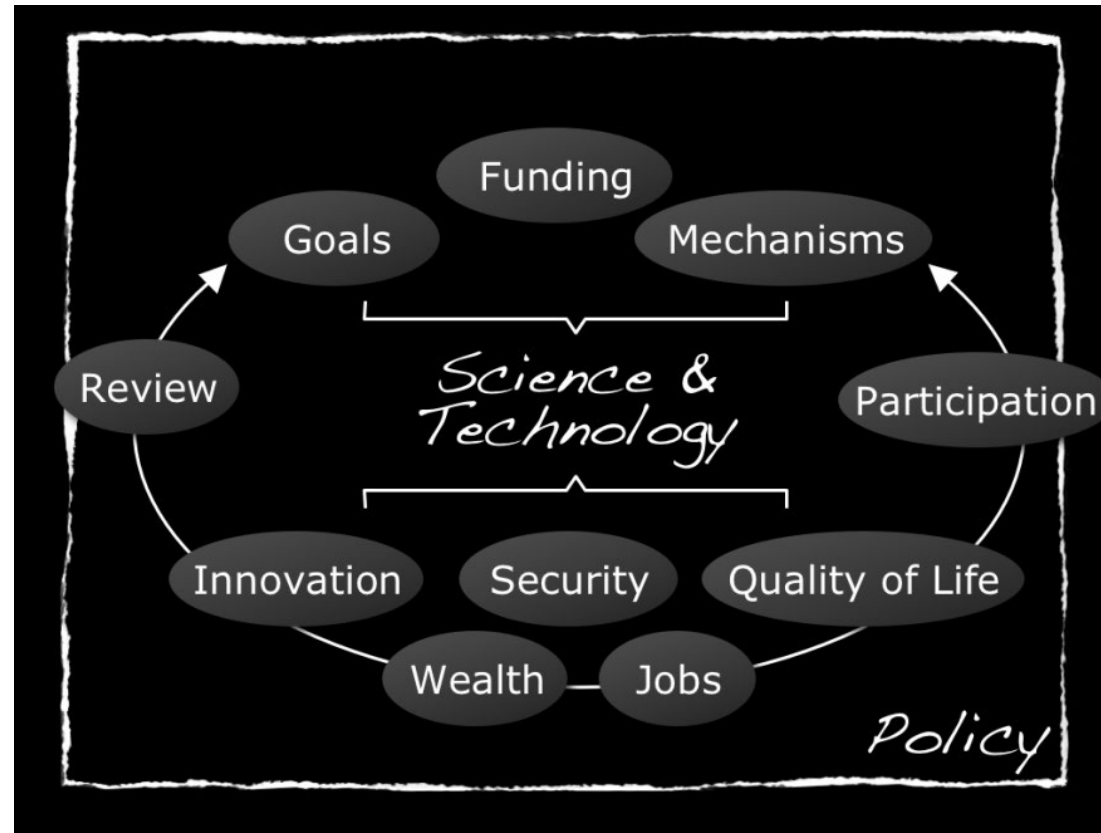 Funding
Goals
Mechanisms
Science &
Technology
Review
Participation
Innovation
Security
Quality of Life
Wealth
Jobs
Policy